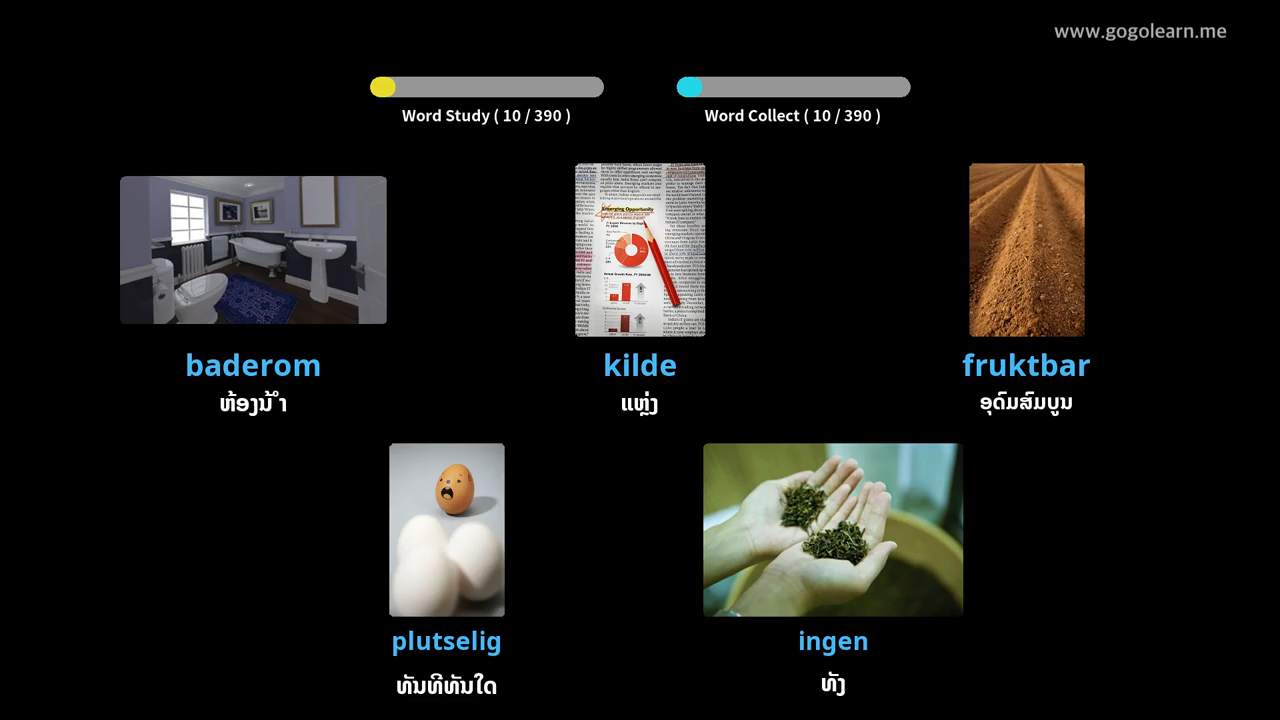 www.gogolearn.me
Word Study ( 10 / 390 )
Word Collect ( 10 / 390 )
baderom
ຫ້ອງນ້ ຳ
kilde
ແຫຼ່ງ
fruktbar
ອຸດົມສົມບູນ
Emerging Opportunity
plutselig
ທັນທີທັນໃດ
ingen
ທັງ